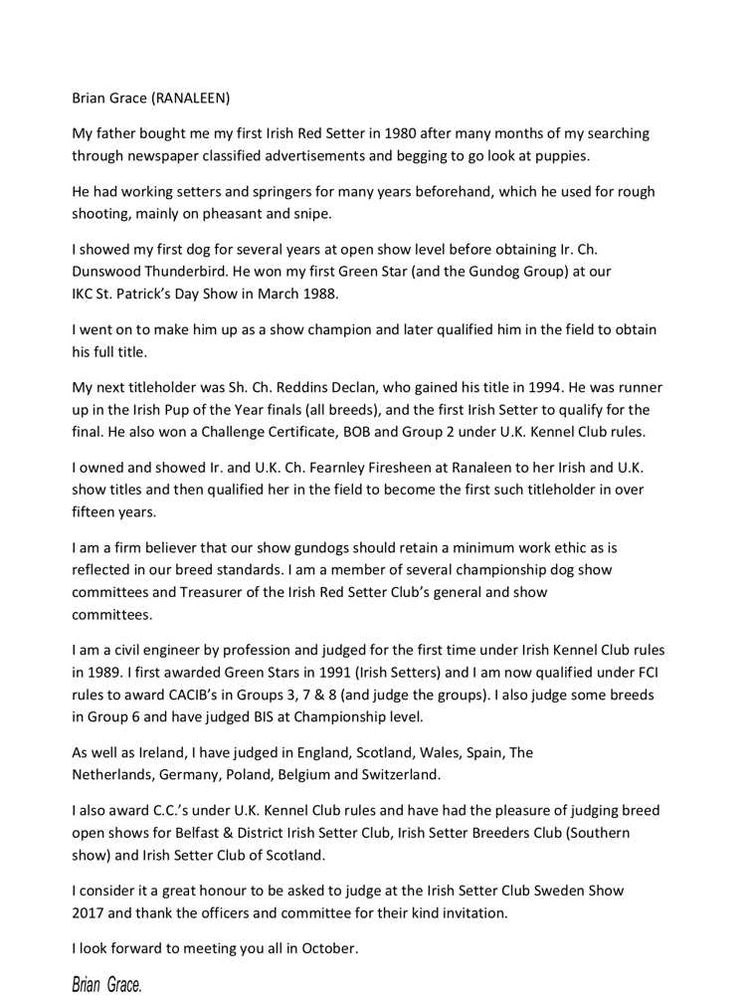 Brian Grace (RANALEEN)
My father bought me my first Irish Red Setter in 1980 after many months of my searching
through newspaper classified advertisements and begging to go look at puppies.
He had working setters and springers for many years beforehand, which he used for rough
shooting, mainly on pheasant and snipe.
I showed my first dog for several years at open show level before obtaining Ir. Ch.
Dunswood Thunderbird. He won my first Green Star (and the Gundog Group) at our
IKC St. Patrick’s Day Show in March 1988.
I went on to make him up as a show champion and later qualified him in the field to obtain
his full title.
My next titleholder was Sh. Ch. Reddins Declan, who gained his title in 1994. He was runner
up in the Irish Pup of the Year finals (all breeds), and the first Irish Setter to qualify for the
final. He also won a Challenge Certificate, BOB and Group 2 under U.K. Kennel Club rules.
I owned and showed Ir. and U.K. Ch. Fearnley Firesheen at Ranaleen to her Irish and U.K.
show titles and then qualified her in the field to become the first such titleholder in over
fifteen years.
I am a firm believer that our show gundogs should retain a minimum work ethic as is
reflected in our breed standards. I am a member of several championship dog show
committees and Treasurer of the Irish Red Setter Club’s general and show
committees.
I am a civil engineer by profession and judged for the first time under Irish Kennel Club rules
in 1989. I first awarded Green Stars in 1991 (Irish Setters) and I am now qualified under FCI
rules to award CACIB’s in Groups 3, 7 & 8 (and judge the groups). I also judge some breeds
in Group 6 and have judged BIS at Championship level.
As well as Ireland, I have judged in England, Scotland, Wales, Spain, The
Netherlands, Germany, Poland, Belgium and Switzerland.
I also award C.C.’s under U.K. Kennel Club rules and have had the pleasure of judging breed
open shows for Belfast & District Irish Setter Club, Irish Setter Breeders Club (Southern
show) and Irish Setter Club of Scotland.
I consider it a great honour to be asked to judge at the Irish Setter Club Sweden Show
2017 and thank the officers and committee for their kind invitation.
I look forward to meeting you all in October.
Brian Grace.